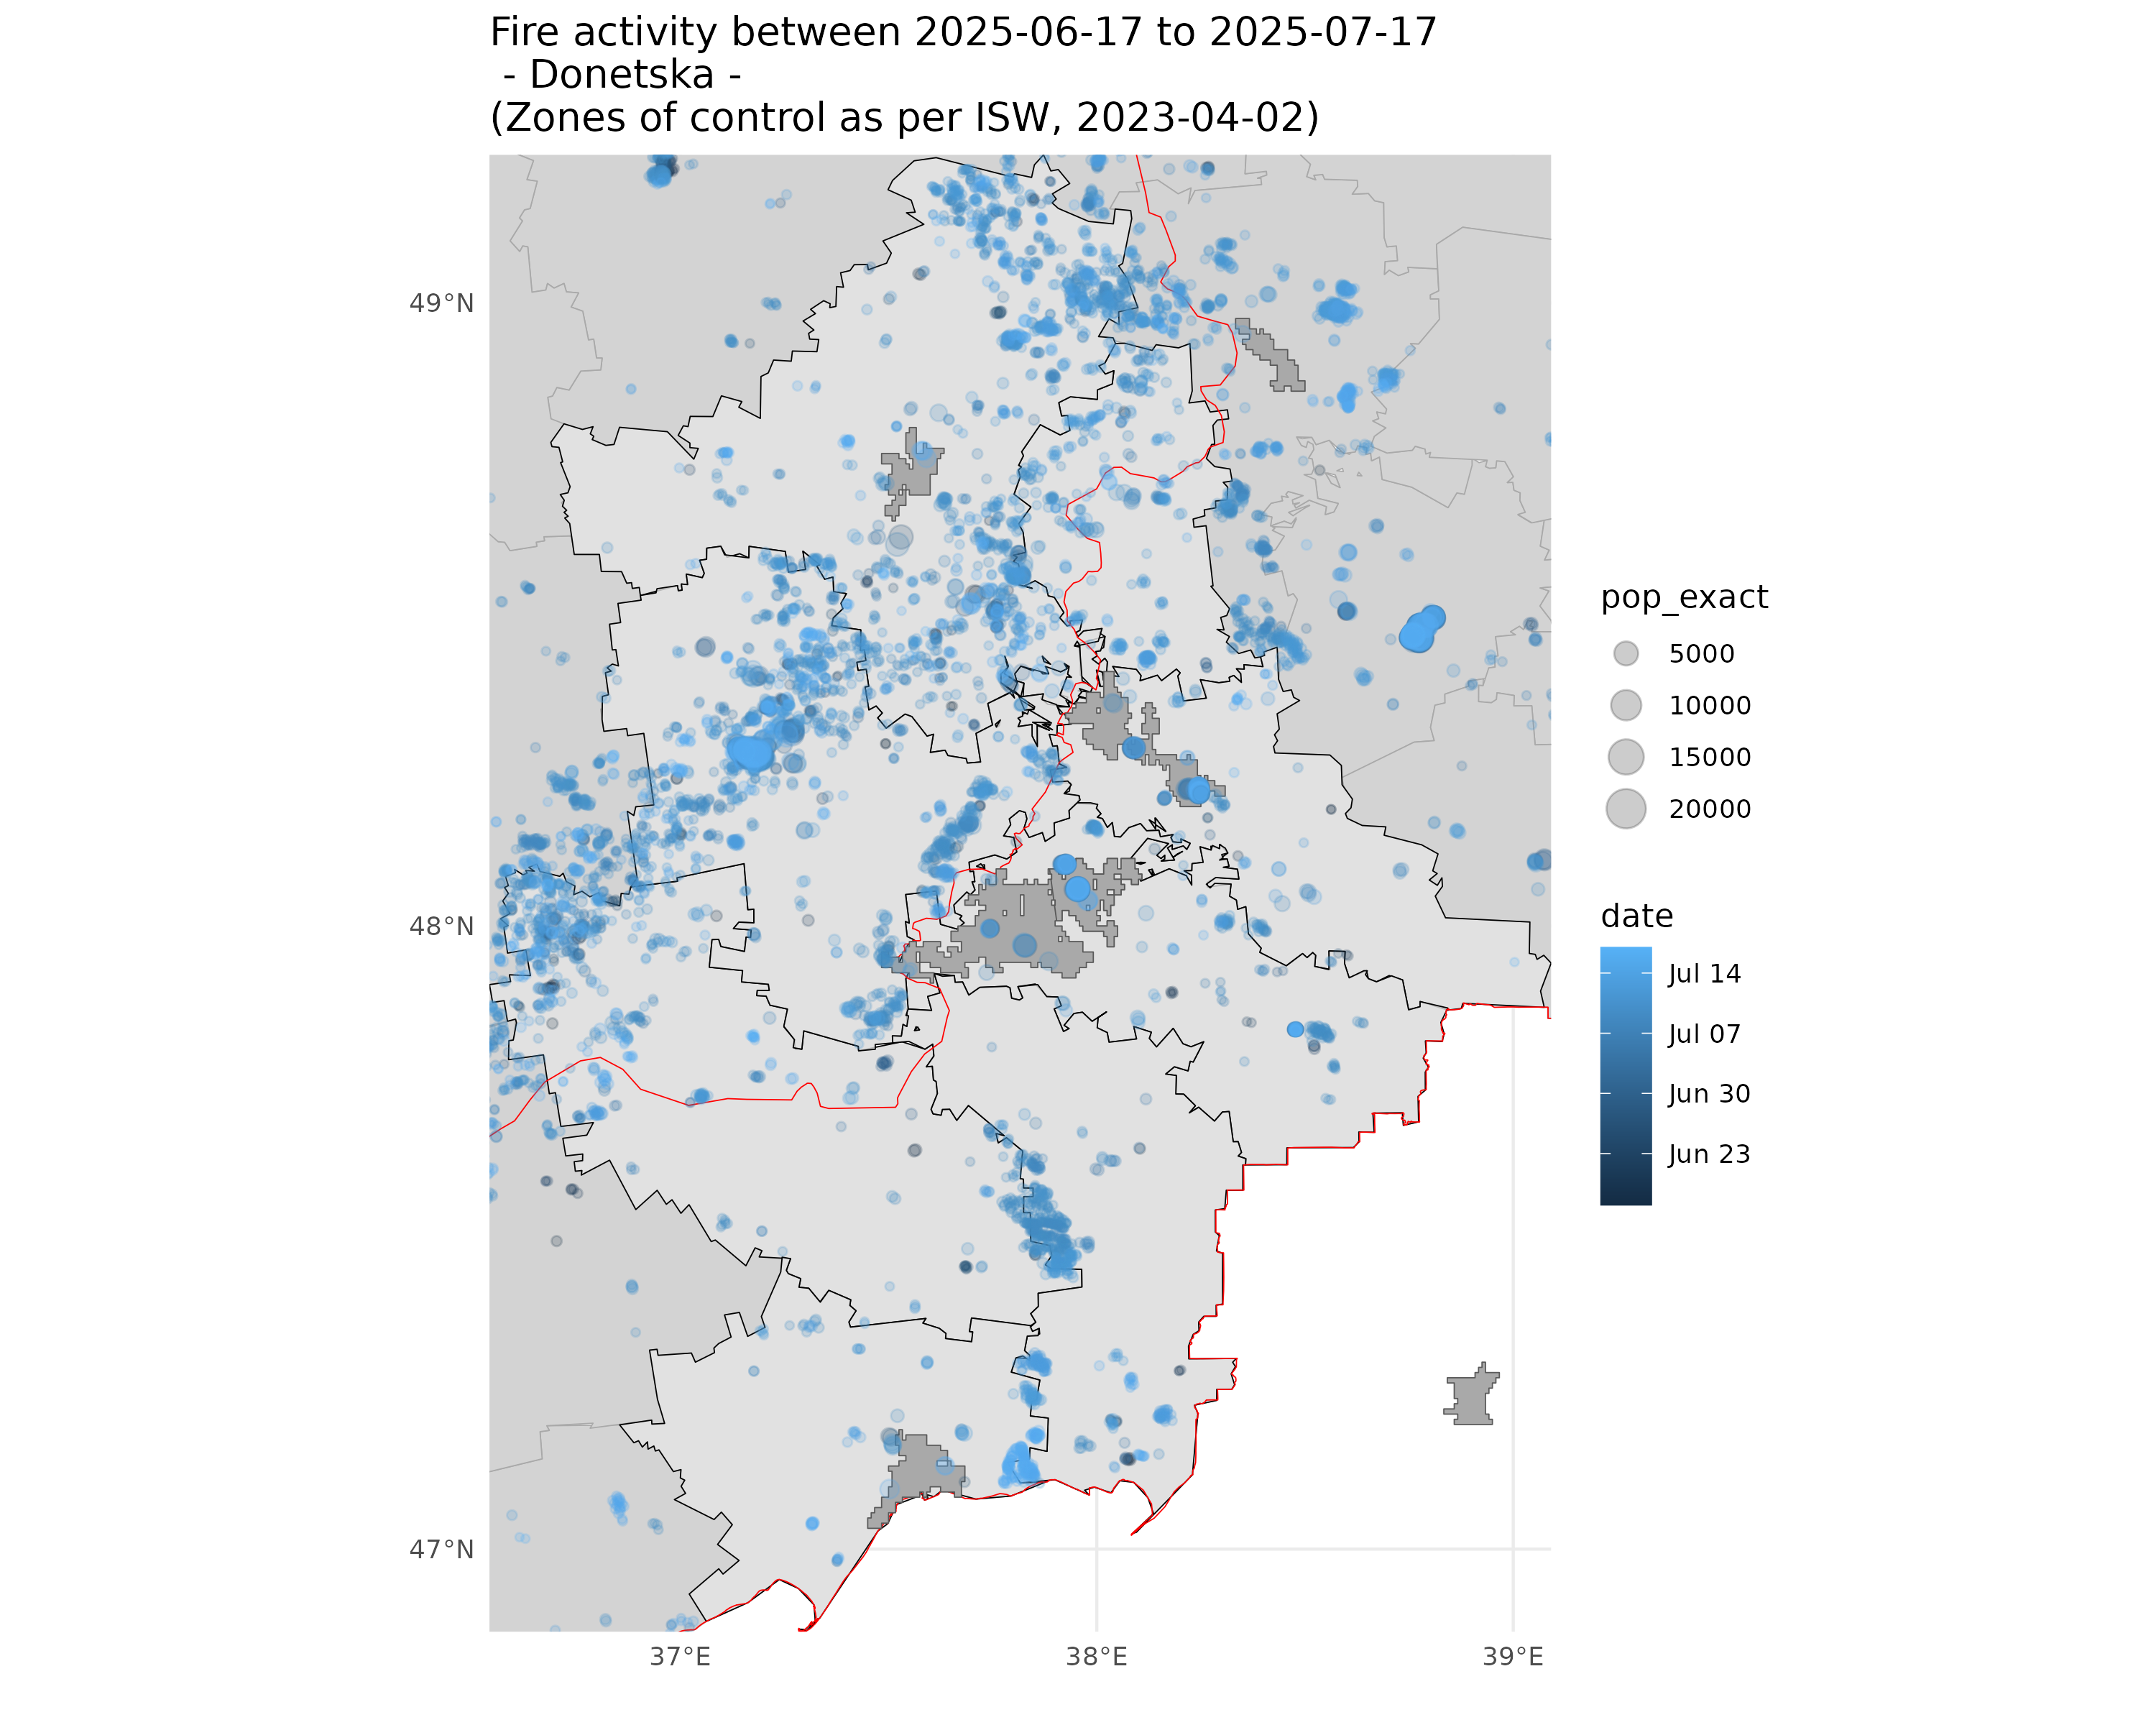 Fire activity between 2025-06-17 to 2025-07-17
- Donetska -
(Zones of control as per ISW, 2023-04-02)
49°N
48°N
47°N
37°E
38°E
39°E
pop_exact
5000
10000
15000
20000
date
Jul 14
Jul 07
Jun 30
Jun 23